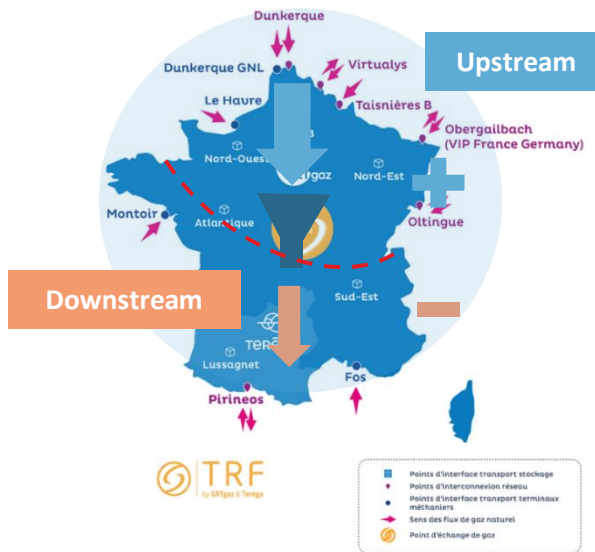 Dunkerque
Upstream
Dunkerque GNL
Virtualys
Taisnières B
Le Havre
Obergailbach
(VIP France Germany)
B
Nord-Ouest
gaz
Nord-Est
Montoir
Atlantique
Oltingue
Downstream
Sud-Est
Lussagnet
Fos
Pirineos
TRF
by GRTgaz & Teréga
Points d'interface transport stockage
Points d'interconnexion réseau
Points d'interface transport terminaux
méthaniers
Sens des flux de gaz naturel
Point d'échange de gaz